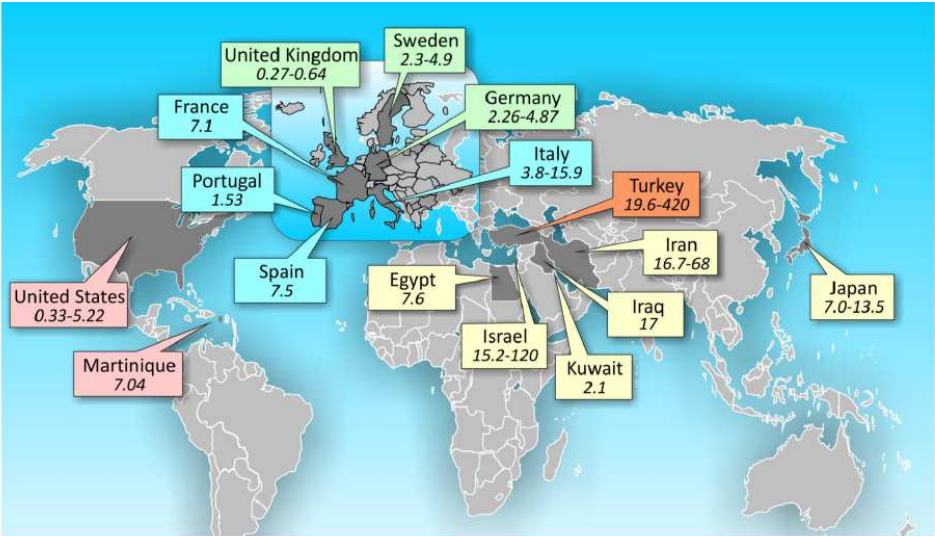 Sweden
2.3-4.9
United Kingdom
0.27-0.64
France
7.1
Germany
2.26-4.87
Italy
3.8-15.9
Portugal
1.53
Turkey
19.6-420
Spain
7.5
Iran
16.7-68
Egypt
7.6
United States
0.33-5.22
Iraq
17
Japan
7.0-13.5
Israel
15.2-120
Martinique
7.04
Kuwait
2.1